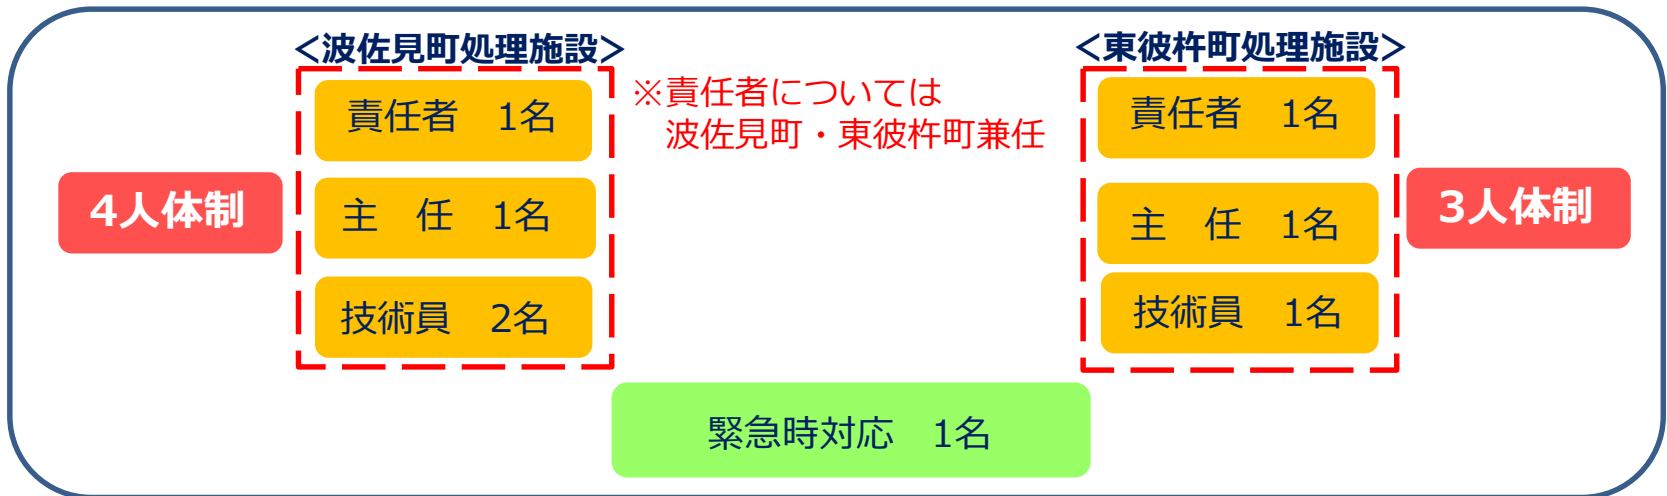 <波佐見町処理施設>
責任者　1名
主　任　1名
技術員　2名
4人体制
※責任者については
波佐見町・東彼杵町兼任
<東彼杵町処理施設>
責任者　1名
主　任　1名
技術員　1名
3人体制
緊急時対応　1名